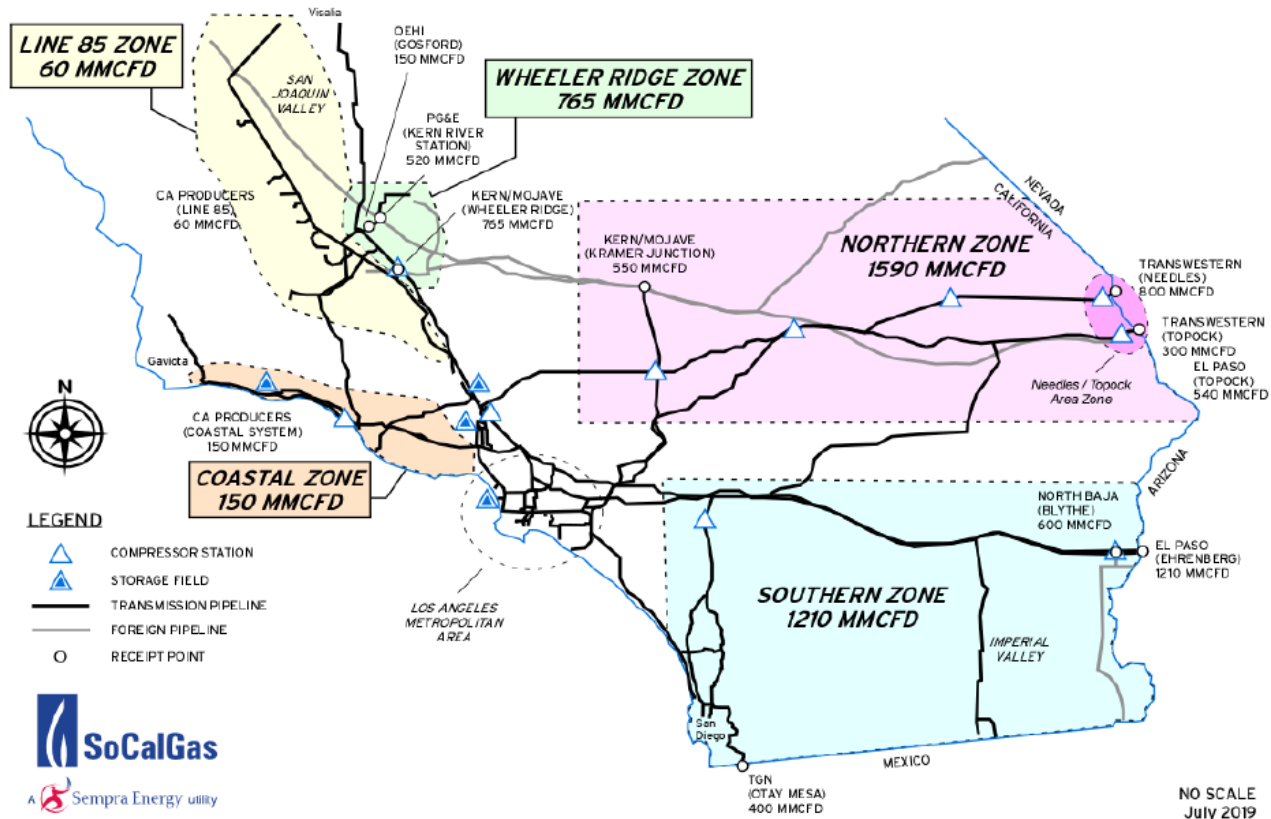 Visalia
LINE 85 ZONE
60 MMCFD
OEHI
(GOSFORD)
150 MMCFD
SAN
JOAQUIN
VALLEY
WHEELER RIDGE ZONE
765 MMCFD
PG&E
(KERN RIVER
STATION)
520 MMCFD
CA PRODUCERS
(LINE 85)
60 MMCFD
KERN/MOJAVE
(WHEELER RIDGE)
765 MMCFD
NEVADA
CALIFORNIA
KERN/MOJAVE
(KRAMER JUNCTION)
550 MMCFD
NORTHERN ZONE
1590 MMCFD
TRANSWESTERN
(NEEDLES)
800 MMCFD
TRANSWESTERN
(TOPOCK)
300 MMCFD
EL PASO
(TOPOCK)
540 MMCFD
Needles / Topock
Area Zone
Gaviota
N
CA PRODUCERS
(COASTAL SYSTEM)
150 MMCFD
COASTAL ZONE
150 MMCFD
ARIZONA
NORTH BAJA
(BLYTHE)
600 MMCFD
EL PASO
(EHRENBERG)
1210 MMCFD
LEGEND
COMPRESSOR STATION
STORAGE FIELD
TRANSMISSION PIPELINE
FOREIGN PIPELINE
RECEIPT POINT
LOS ANGELES
METROPOLITAN
AREA
SOUTHERN ZONE
1210 MMCFD
IMPERIAL
VALLEY
San
Diego
MEXICO
TGN
(OTAY MESA)
400 MMCFD
SoCalGas
A Sempra Energy utility
NO SCALE
July 2019